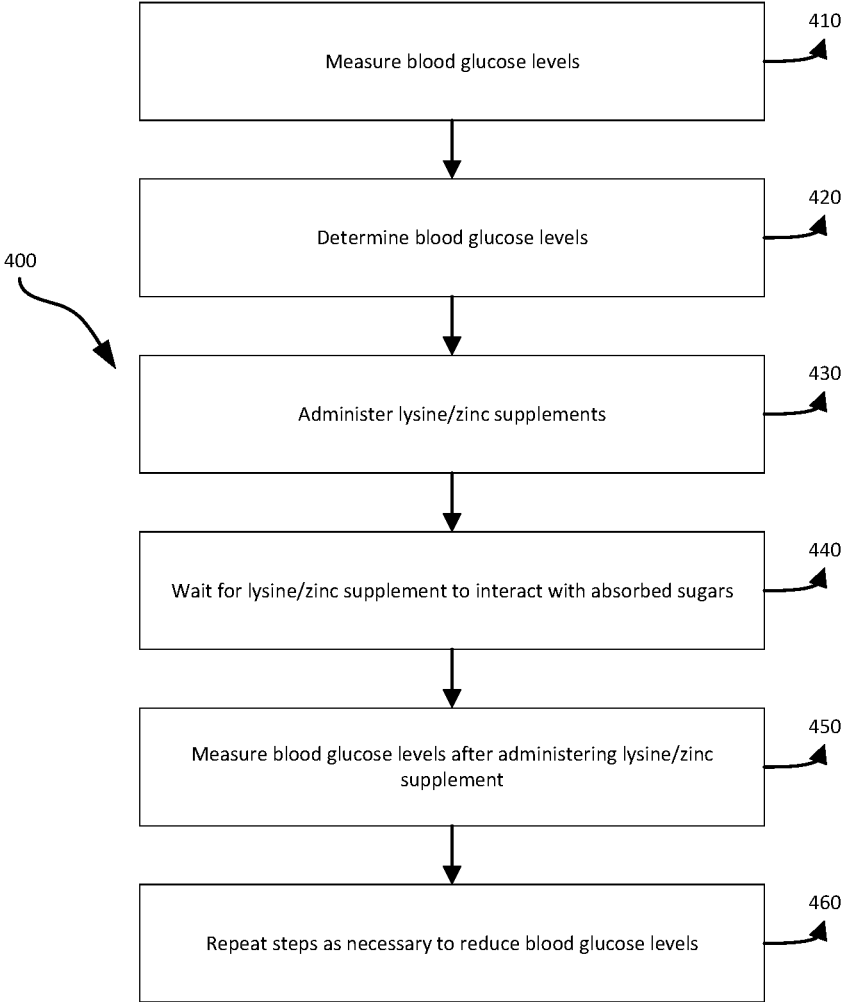 410
Measure blood glucose levels
420
Determine blood glucose levels
400
430
Administer lysine/zinc supplements
440
Wait for lysine/zinc supplement to interact with absorbed sugars
450
Measure blood glucose levels after administering lysine/zinc
supplement
460
Repeat steps as necessary to reduce blood glucose levels